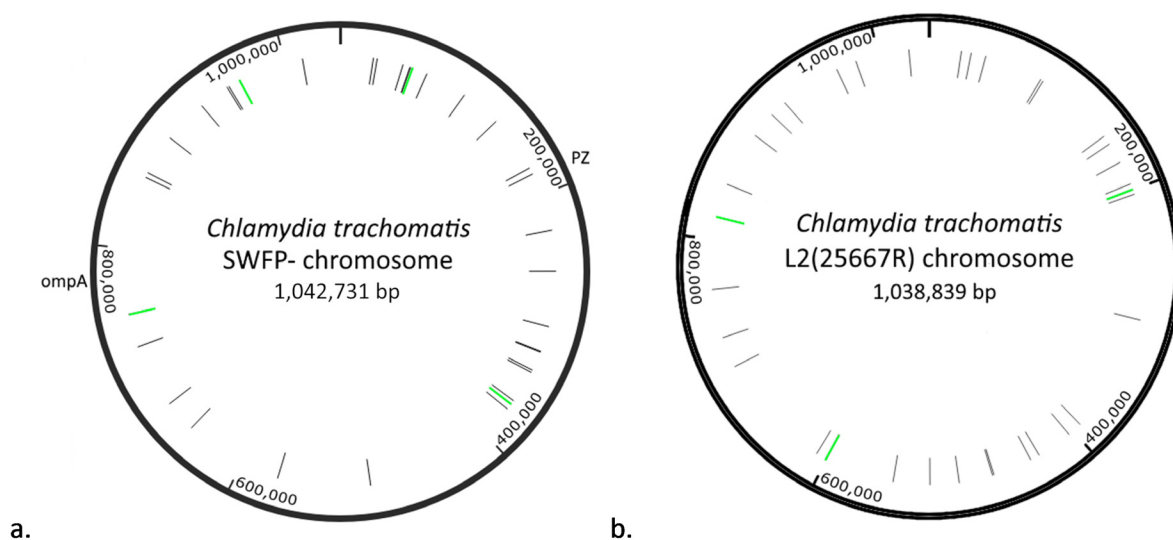 1,000,000
200,000
PZ
Chlamydia trachomatis
SWFP- chromosome
1,042,731 bp
ompA
800,000
400,000
600,000
a.
1,000,000
200,000
Chlamydia trachomatis
L2(25667R) chromosome
1,038,839 bp
800,000
400,000
600,000
b.